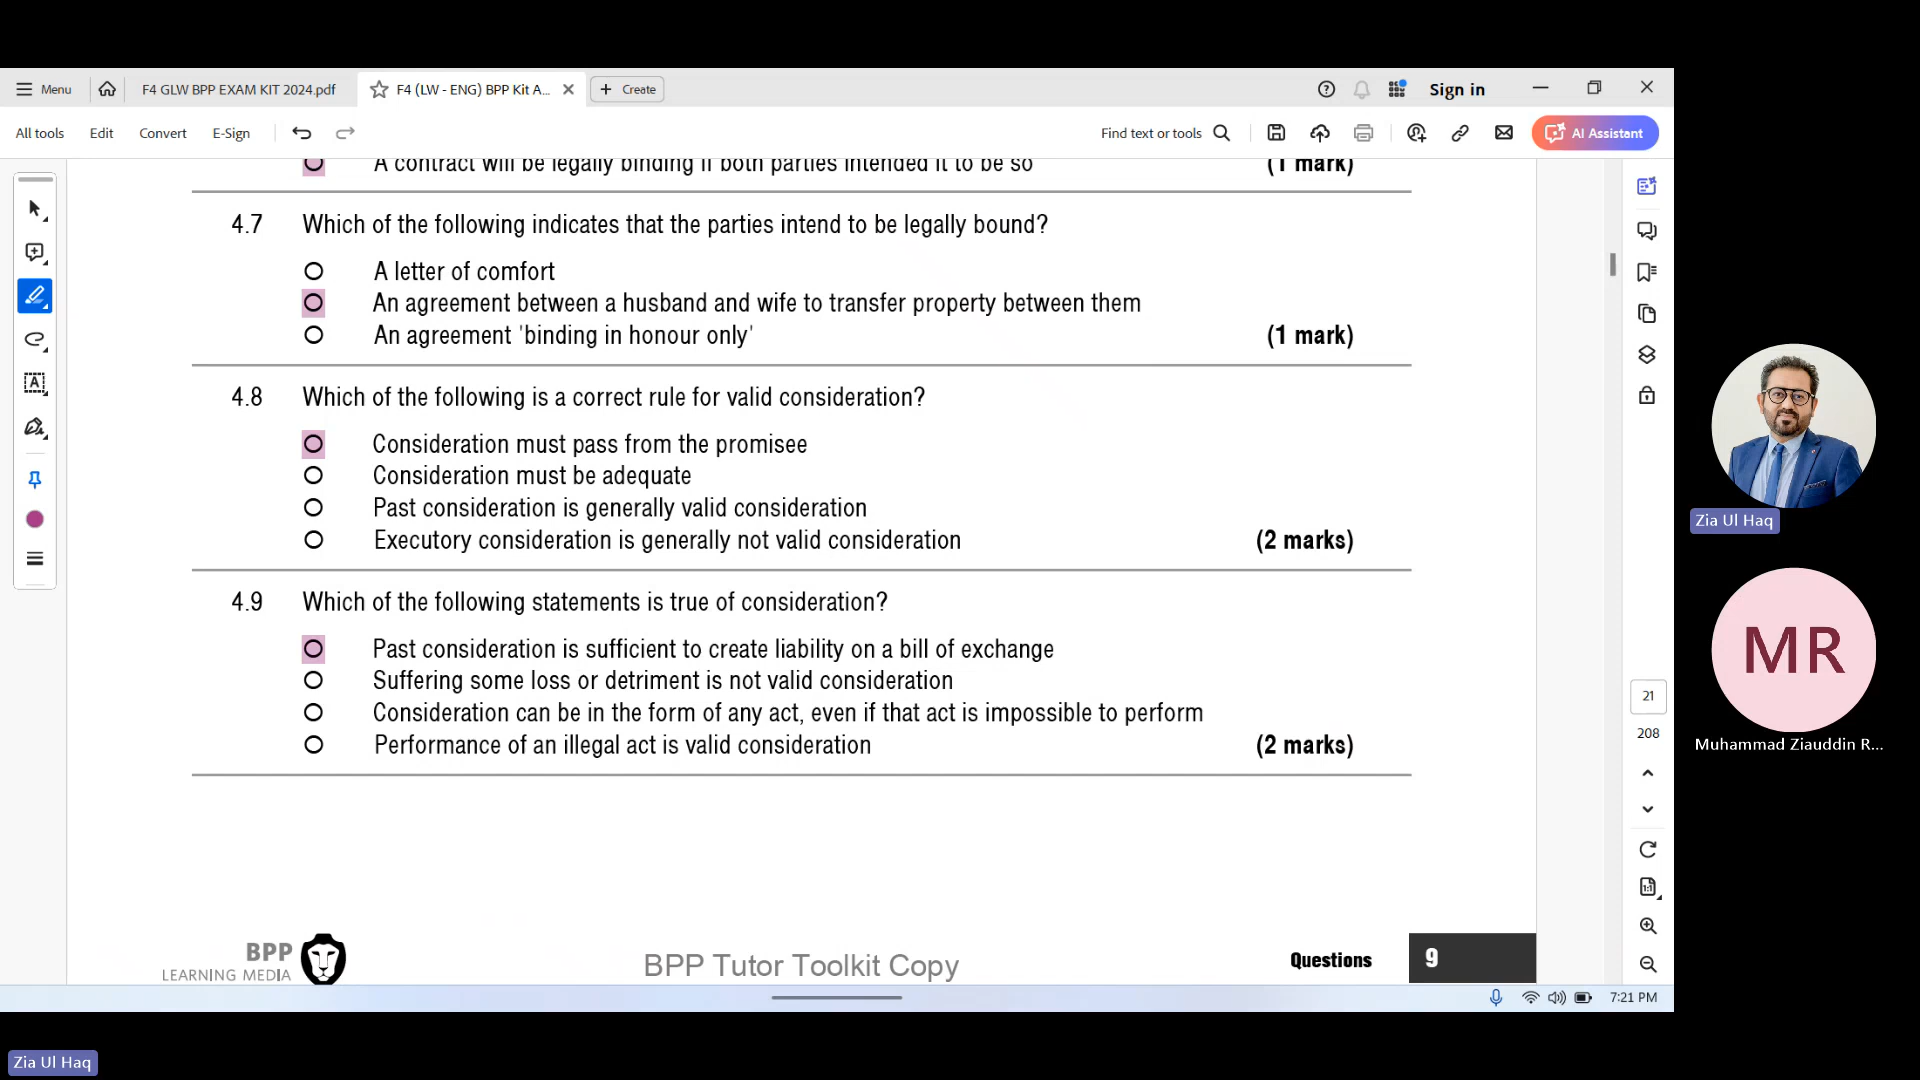 Menu
F4 GLW BPP EXAM KIT 2024.pdf
F4 (LW - ENG) BPP Kit A...
Create
Sign in
All tools
Edit
Convert
E-Sign
Find text or tools
AI Assistant
A contract will be legally binding if both parties intended it to be so (1 mark)
4.7 Which of the following indicates that the parties intend to be legally bound?
A letter of comfort
An agreement between a husband and wife to transfer property between them
An agreement 'binding in honour only' (1 mark)
4.8 Which of the following is a correct rule for valid consideration?
Consideration must pass from the promisee
Consideration must be adequate
Past consideration is generally valid consideration
Executory consideration is generally not valid consideration (2 marks)
4.9 Which of the following statements is true of consideration?
Past consideration is sufficient to create liability on a bill of exchange
Suffering some loss or detriment is not valid consideration
Consideration can be in the form of any act, even if that act is impossible to perform
Performance of an illegal act is valid consideration (2 marks)
BPP
LEARNING MEDIA
BPP Tutor Toolkit Copy
Questions 9
21
208
7:21 PM
Zia Ul Haq
MR
Muhammad Ziauddin R...
Zia Ul Haq